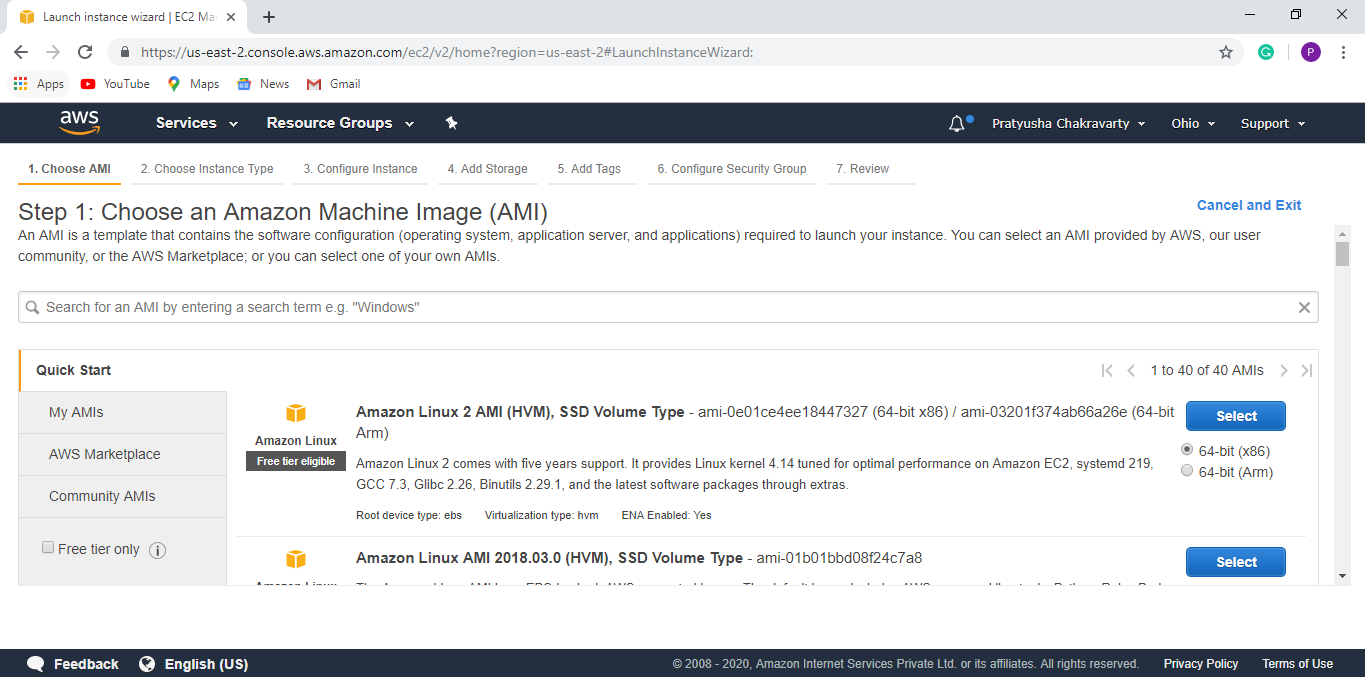 Launch instance wizard | EC2 Ma
https://us-east-2.console.aws.amazon.com/ec2/v2/home?region=us-east-2#LaunchInstanceWizard:
P
Apps YouTube Maps News Gmail
aws Services Resource Groups Pratyusha Chakravarty Ohio Support
1. Choose AMI 2. Choose Instance Type 3. Configure Instance 4. Add Storage 5. Add Tags 6. Configure Security Group 7. Review
Step 1: Choose an Amazon Machine Image (AMI)
Cancel and Exit
An AMI is a template that contains the software configuration (operating system, application server, and applications) required to launch your instance. You can select an AMI provided by AWS, our user
community, or the AWS Marketplace; or you can select one of your own AMIs.
Search for an AMI by entering a search term e.g. "Windows"
Quick Start
1 to 40 of 40 AMIs
My AMIs
AWS Marketplace
Community AMIs
Free tier only
Amazon Linux
Free tier eligible
Amazon Linux 2 AMI (HVM), SSD Volume Type - ami-0e01ce4ee18447327 (64-bit x86) / ami-03201f374ab66a26e (64-bit
Arm)
Amazon Linux 2 comes with five years support. It provides Linux kernel 4.14 tuned for optimal performance on Amazon EC2, systemd 219,
GCC 7.3, Glibc 2.26, Binutils 2.29.1, and the latest software packages through extras.
Root device type: ebs Virtualization type: hvm ENA Enabled: Yes
Select
64-bit (x86)
64-bit (Arm)
Amazon Linux AMI 2018.03.0 (HVM), SSD Volume Type - ami-01b01bbd08f24c7a8
Select
Amazon Linux
Feedback English (US) © 2008 - 2020, Amazon Internet Services Private Ltd. or its affiliates. All rights reserved. Privacy Policy Terms of Use